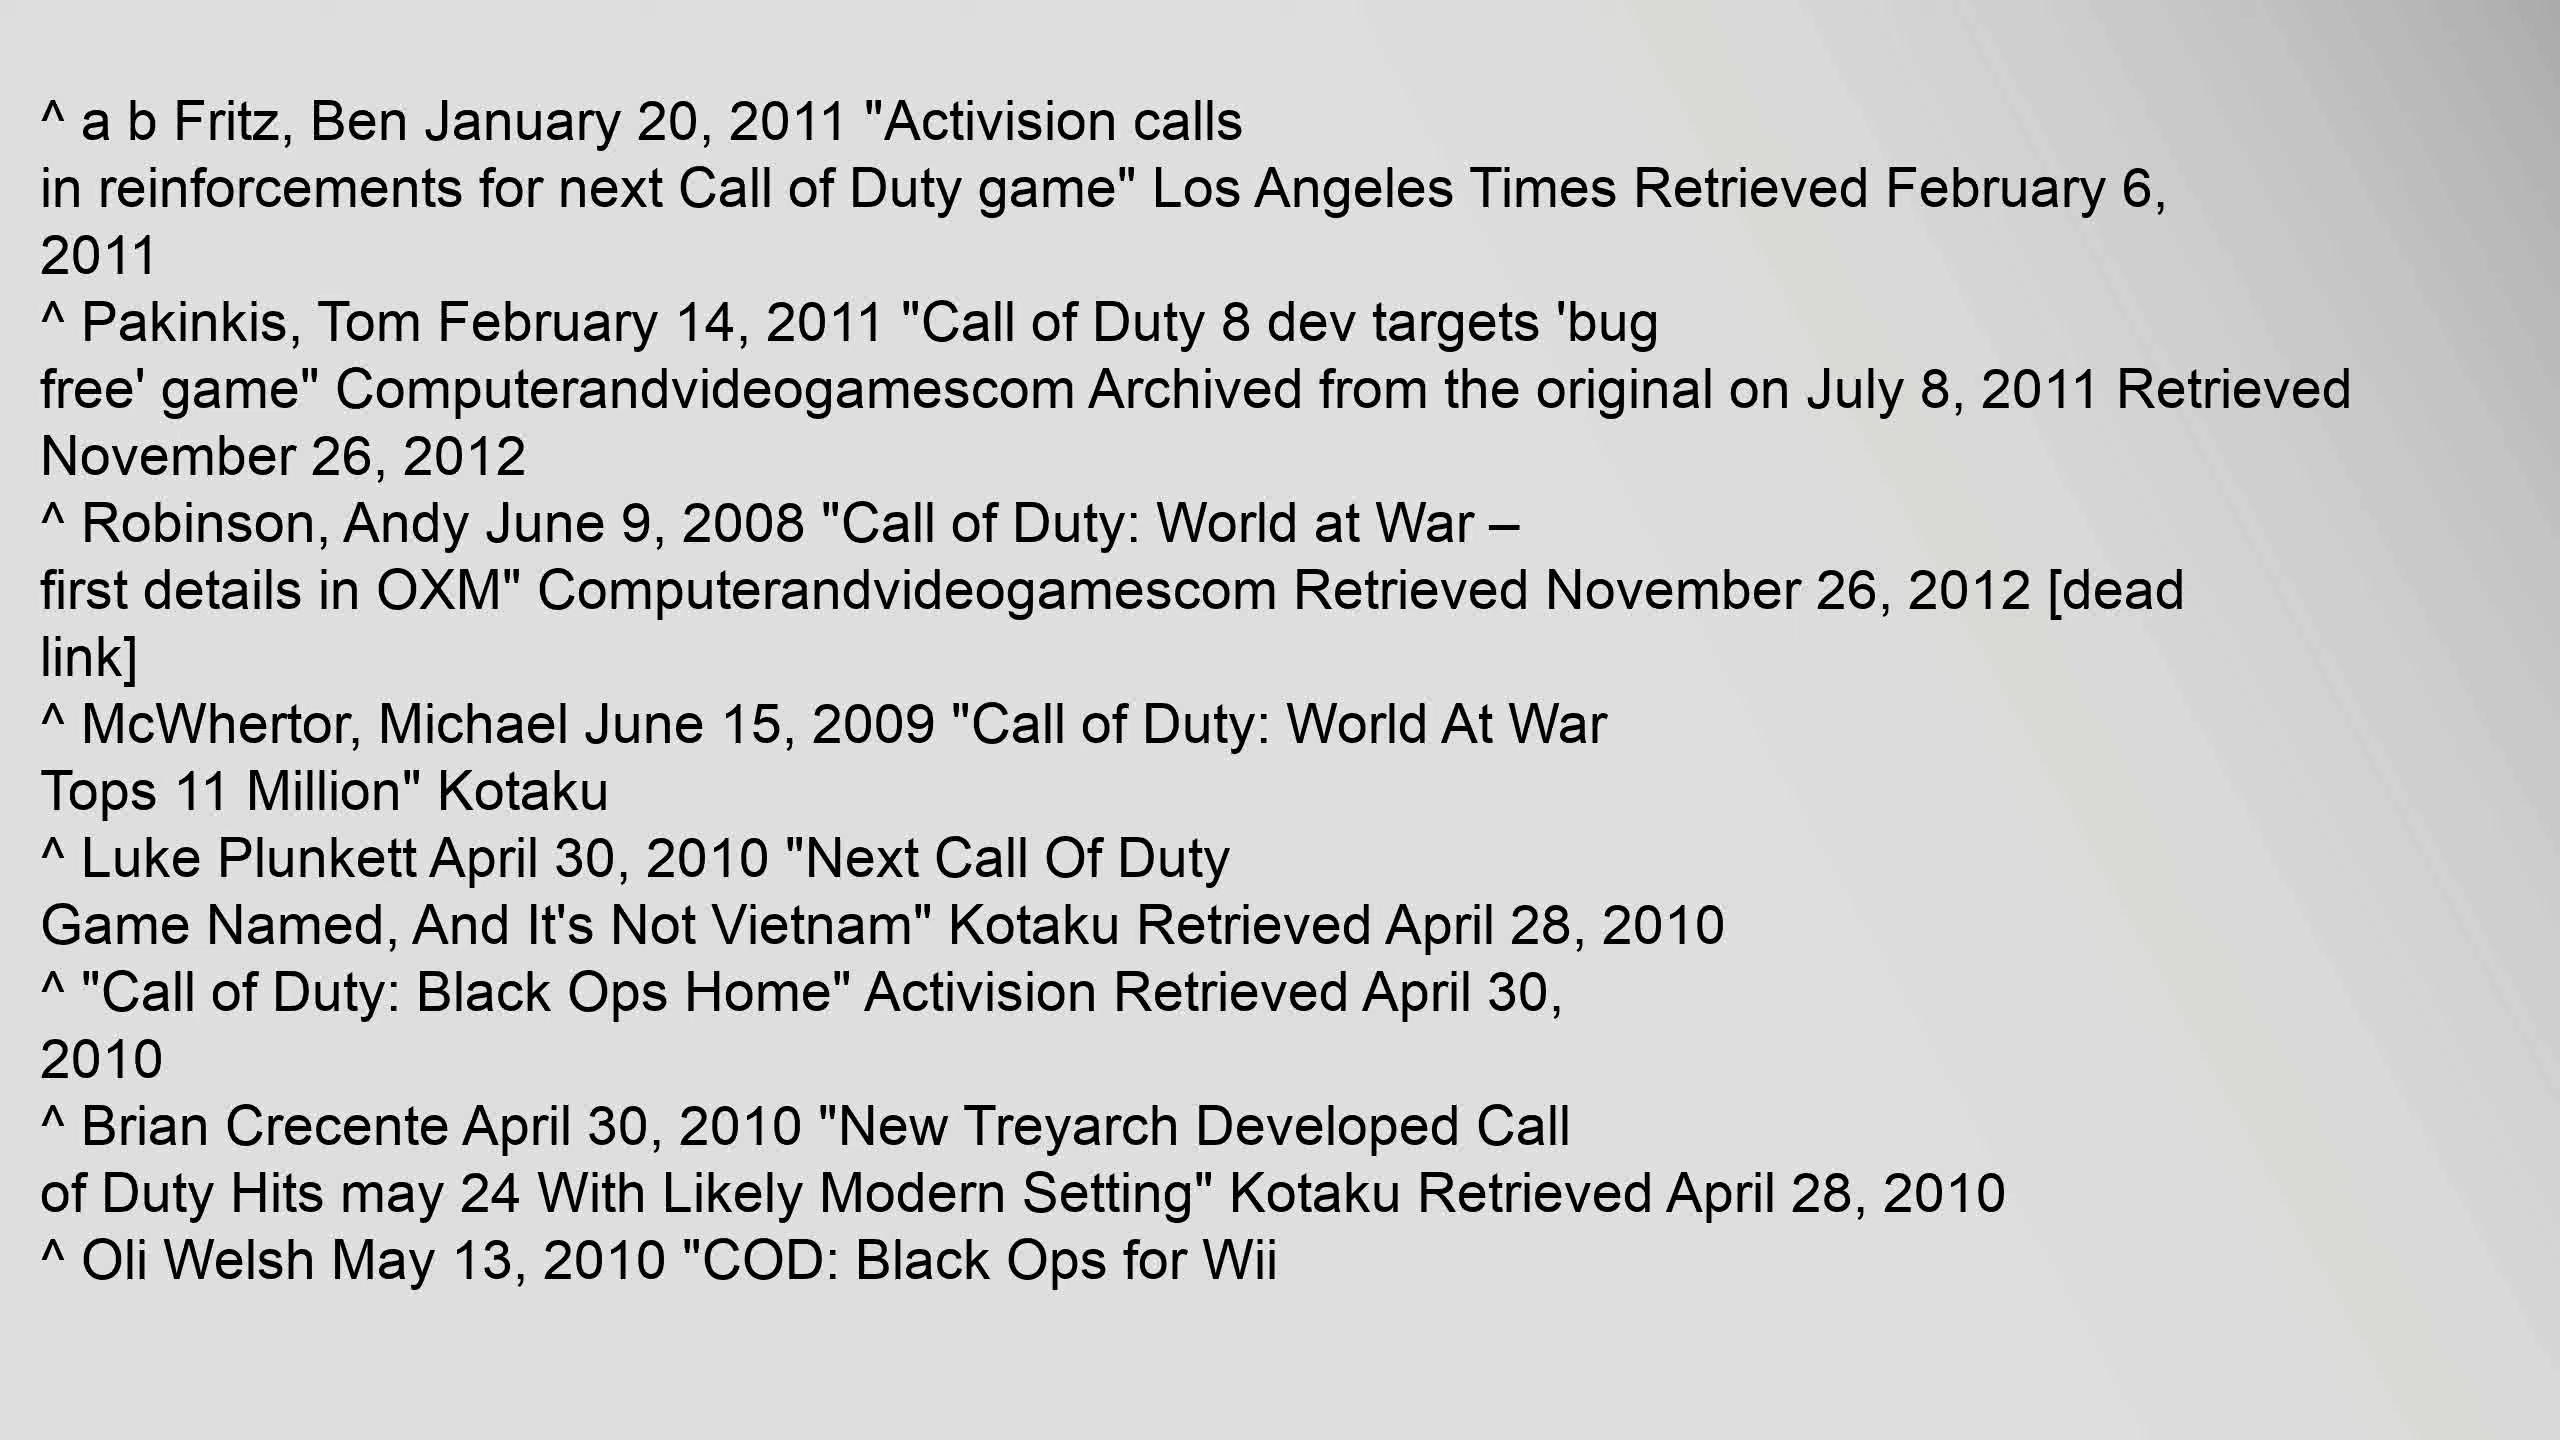 ^ a b Fritz, Ben January 20, 2011 "Activision calls
in reinforcements for next Call of Duty game" Los Angeles Times Retrieved February 6,
2011
^ Pakinkis, Tom February 14, 2011 "Call of Duty 8 dev targets 'bug
free' game" Computerandvideogamescom Archived from the original on July 8, 2011 Retrieved
November 26, 2012
^ Robinson, Andy June 9, 2008 "Call of Duty: World at War –
first details in OXM" Computerandvideogamescom Retrieved November 26, 2012 [dead
link]
^ McWhertor, Michael June 15, 2009 "Call of Duty: World At War
Tops 11 Million" Kotaku
^ Luke Plunkett April 30, 2010 "Next Call Of Duty
Game Named, And It's Not Vietnam" Kotaku Retrieved April 28, 2010
^ "Call of Duty: Black Ops Home" Activision Retrieved April 30,
2010
^ Brian Crecente April 30, 2010 "New Treyarch Developed Call
of Duty Hits may 24 With Likely Modern Setting" Kotaku Retrieved April 28, 2010
^ Oli Welsh May 13, 2010 "COD: Black Ops for Wii